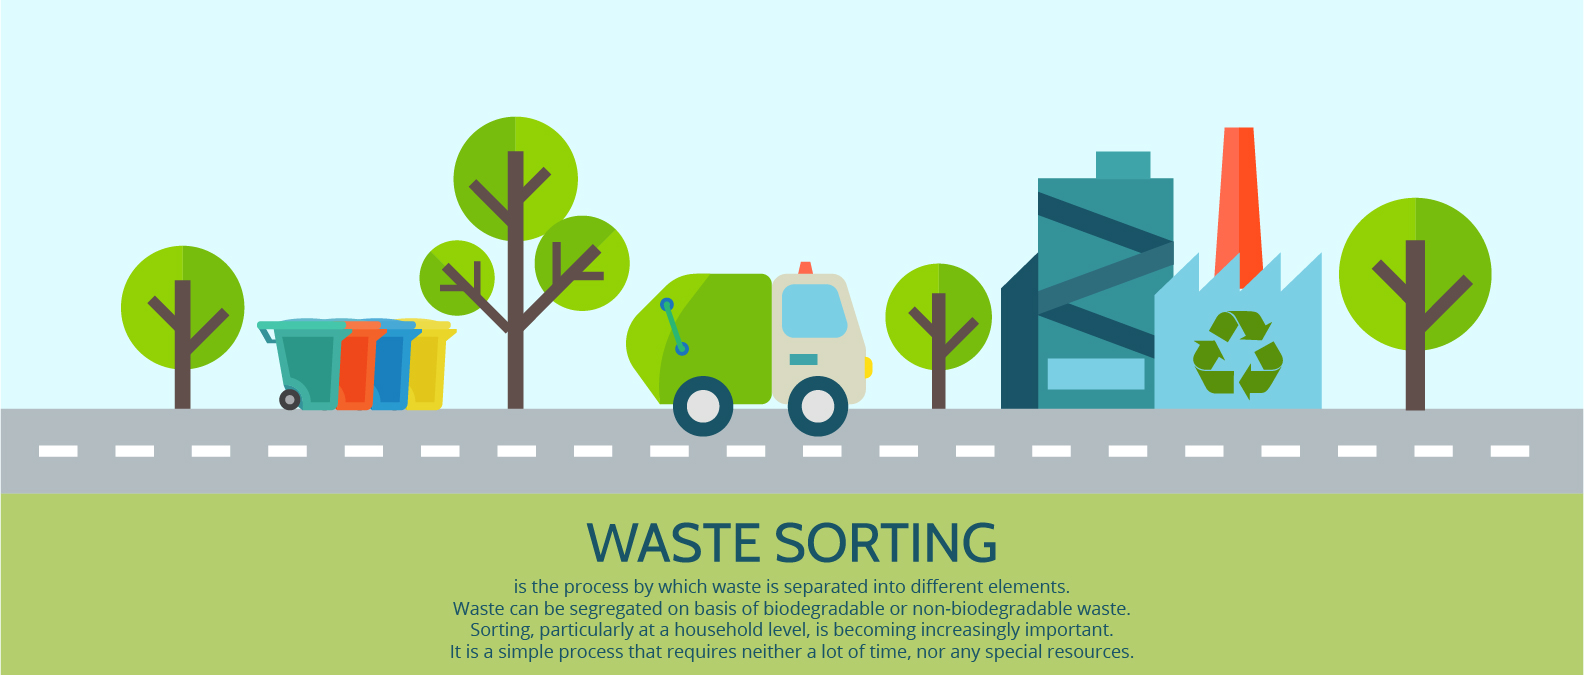 WASTE SORTING
is the process by which waste is separated into different elements.
Waste can be segregated on basis of biodegradable or non-biodegradable waste.
Sorting, particularly at a household level, is becoming increasingly important.
It is a simple process that requires neither a lot of time, nor any special resources.